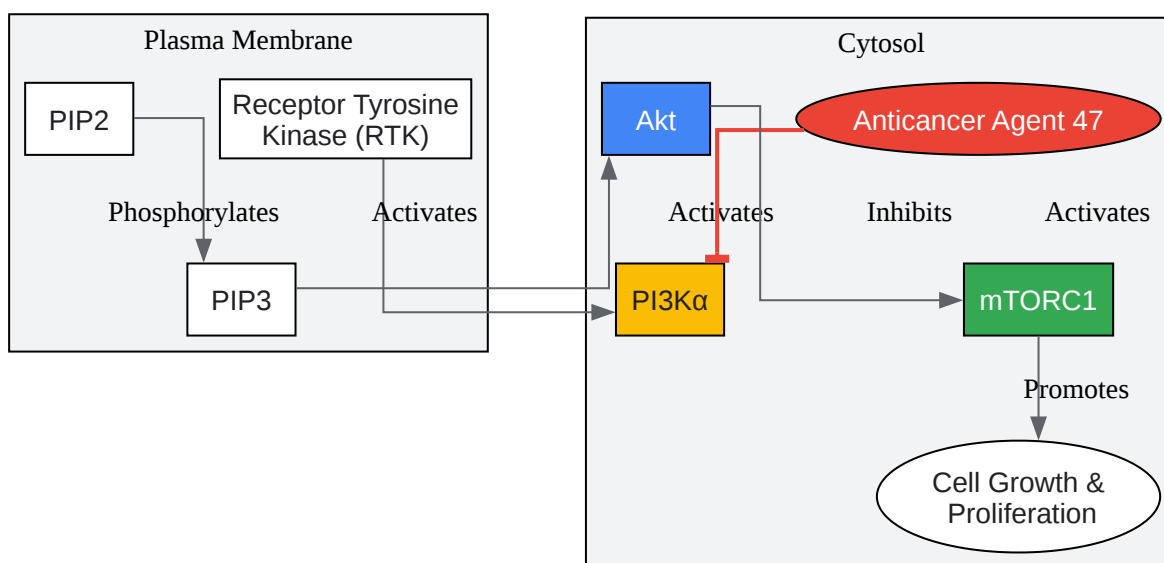 Plasma Membrane
Cytosol
PIP2
Receptor Tyrosine
Kinase (RTK)
Akt
Anticancer Agent 47
Phosphorylates
Activates
Activates
Inhibits
Activates
PIP3
PI3Kα
mTORC1
Promotes
Cell Growth &
Proliferation